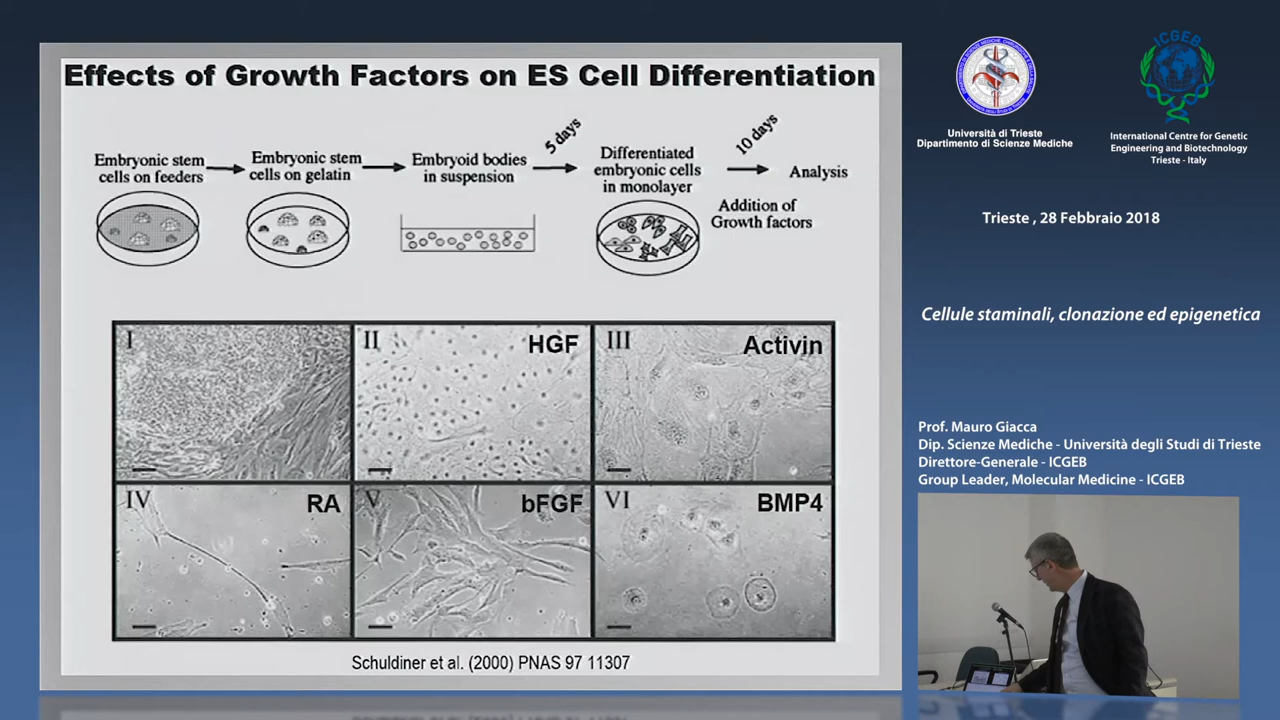 Effects of Growth Factors on ES Cell Differentiation
Embryonic stem
cells on feeders
Embryonic stem
cells on gelatin
Embryoid bodies
in suspension
5 days
Differentiated
embryonic cells
in monolayer
10 days
Addition of
Growth factors
Analysis
I
II
HGF
III
Activin
IV
RA
V
bFGF
VI
BMP4
Schuldiner et al. (2000) PNAS 97 11307
ICGEB
Università di Trieste
Dipartimento di Scienze Mediche
International Centre for Genetic
Engineering and Biotechnology
Trieste - Italy
Trieste , 28 Febbraio 2018
Cellule staminali, clonazione ed epigenetica
Prof. Mauro Giacca
Dip. Scienze Mediche - Università degli Studi di Trieste
Direttore-Generale - ICGEB
Group Leader, Molecular Medicine - ICGEB